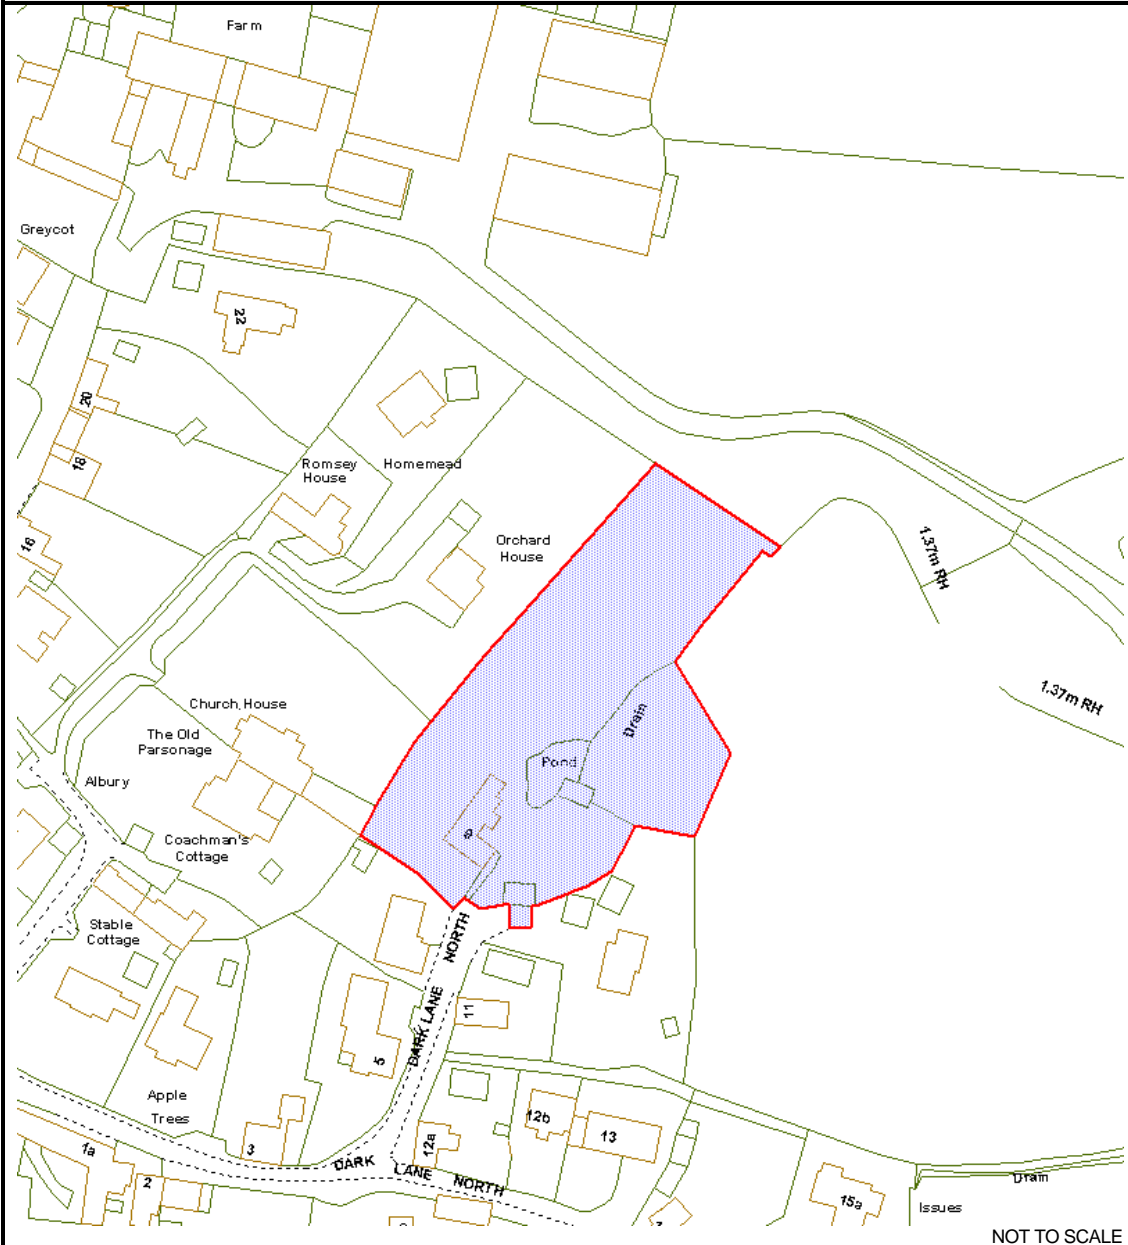 Farm
Greycot
22
20
18
16
Romsey
House
Homemead
Orchard
House
1.37m RH
1.37m RH
Church House
The Old
Parsonage
Albury
Coachman's
Cottage
Drain
Pond
9
Stable
Cottage
DARK LANE NORTH
11
5
Apple
Trees
3
1a
2
12a
12b
13
DARK LANE NORTH
15a
Drain
Issues
NOT TO SCALE